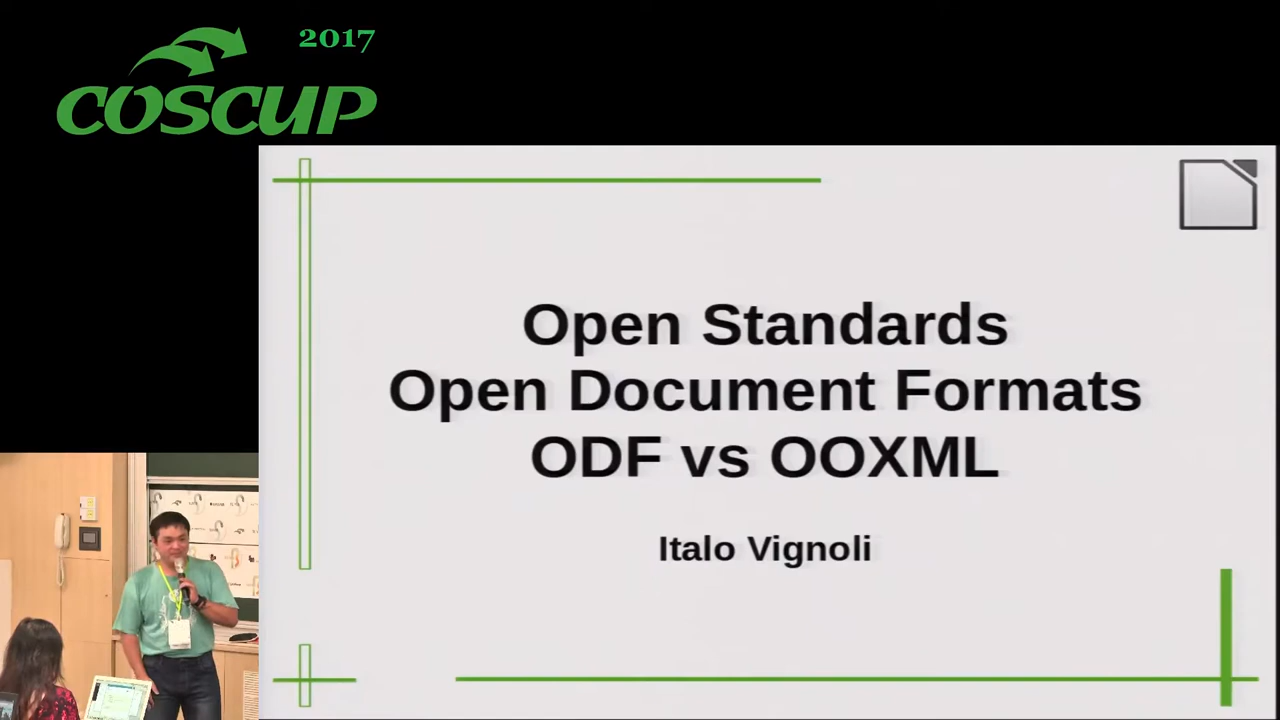 2017
COSCUP
Open Standards
Open Document Formats
ODF vs OOXML
Italo Vignoli